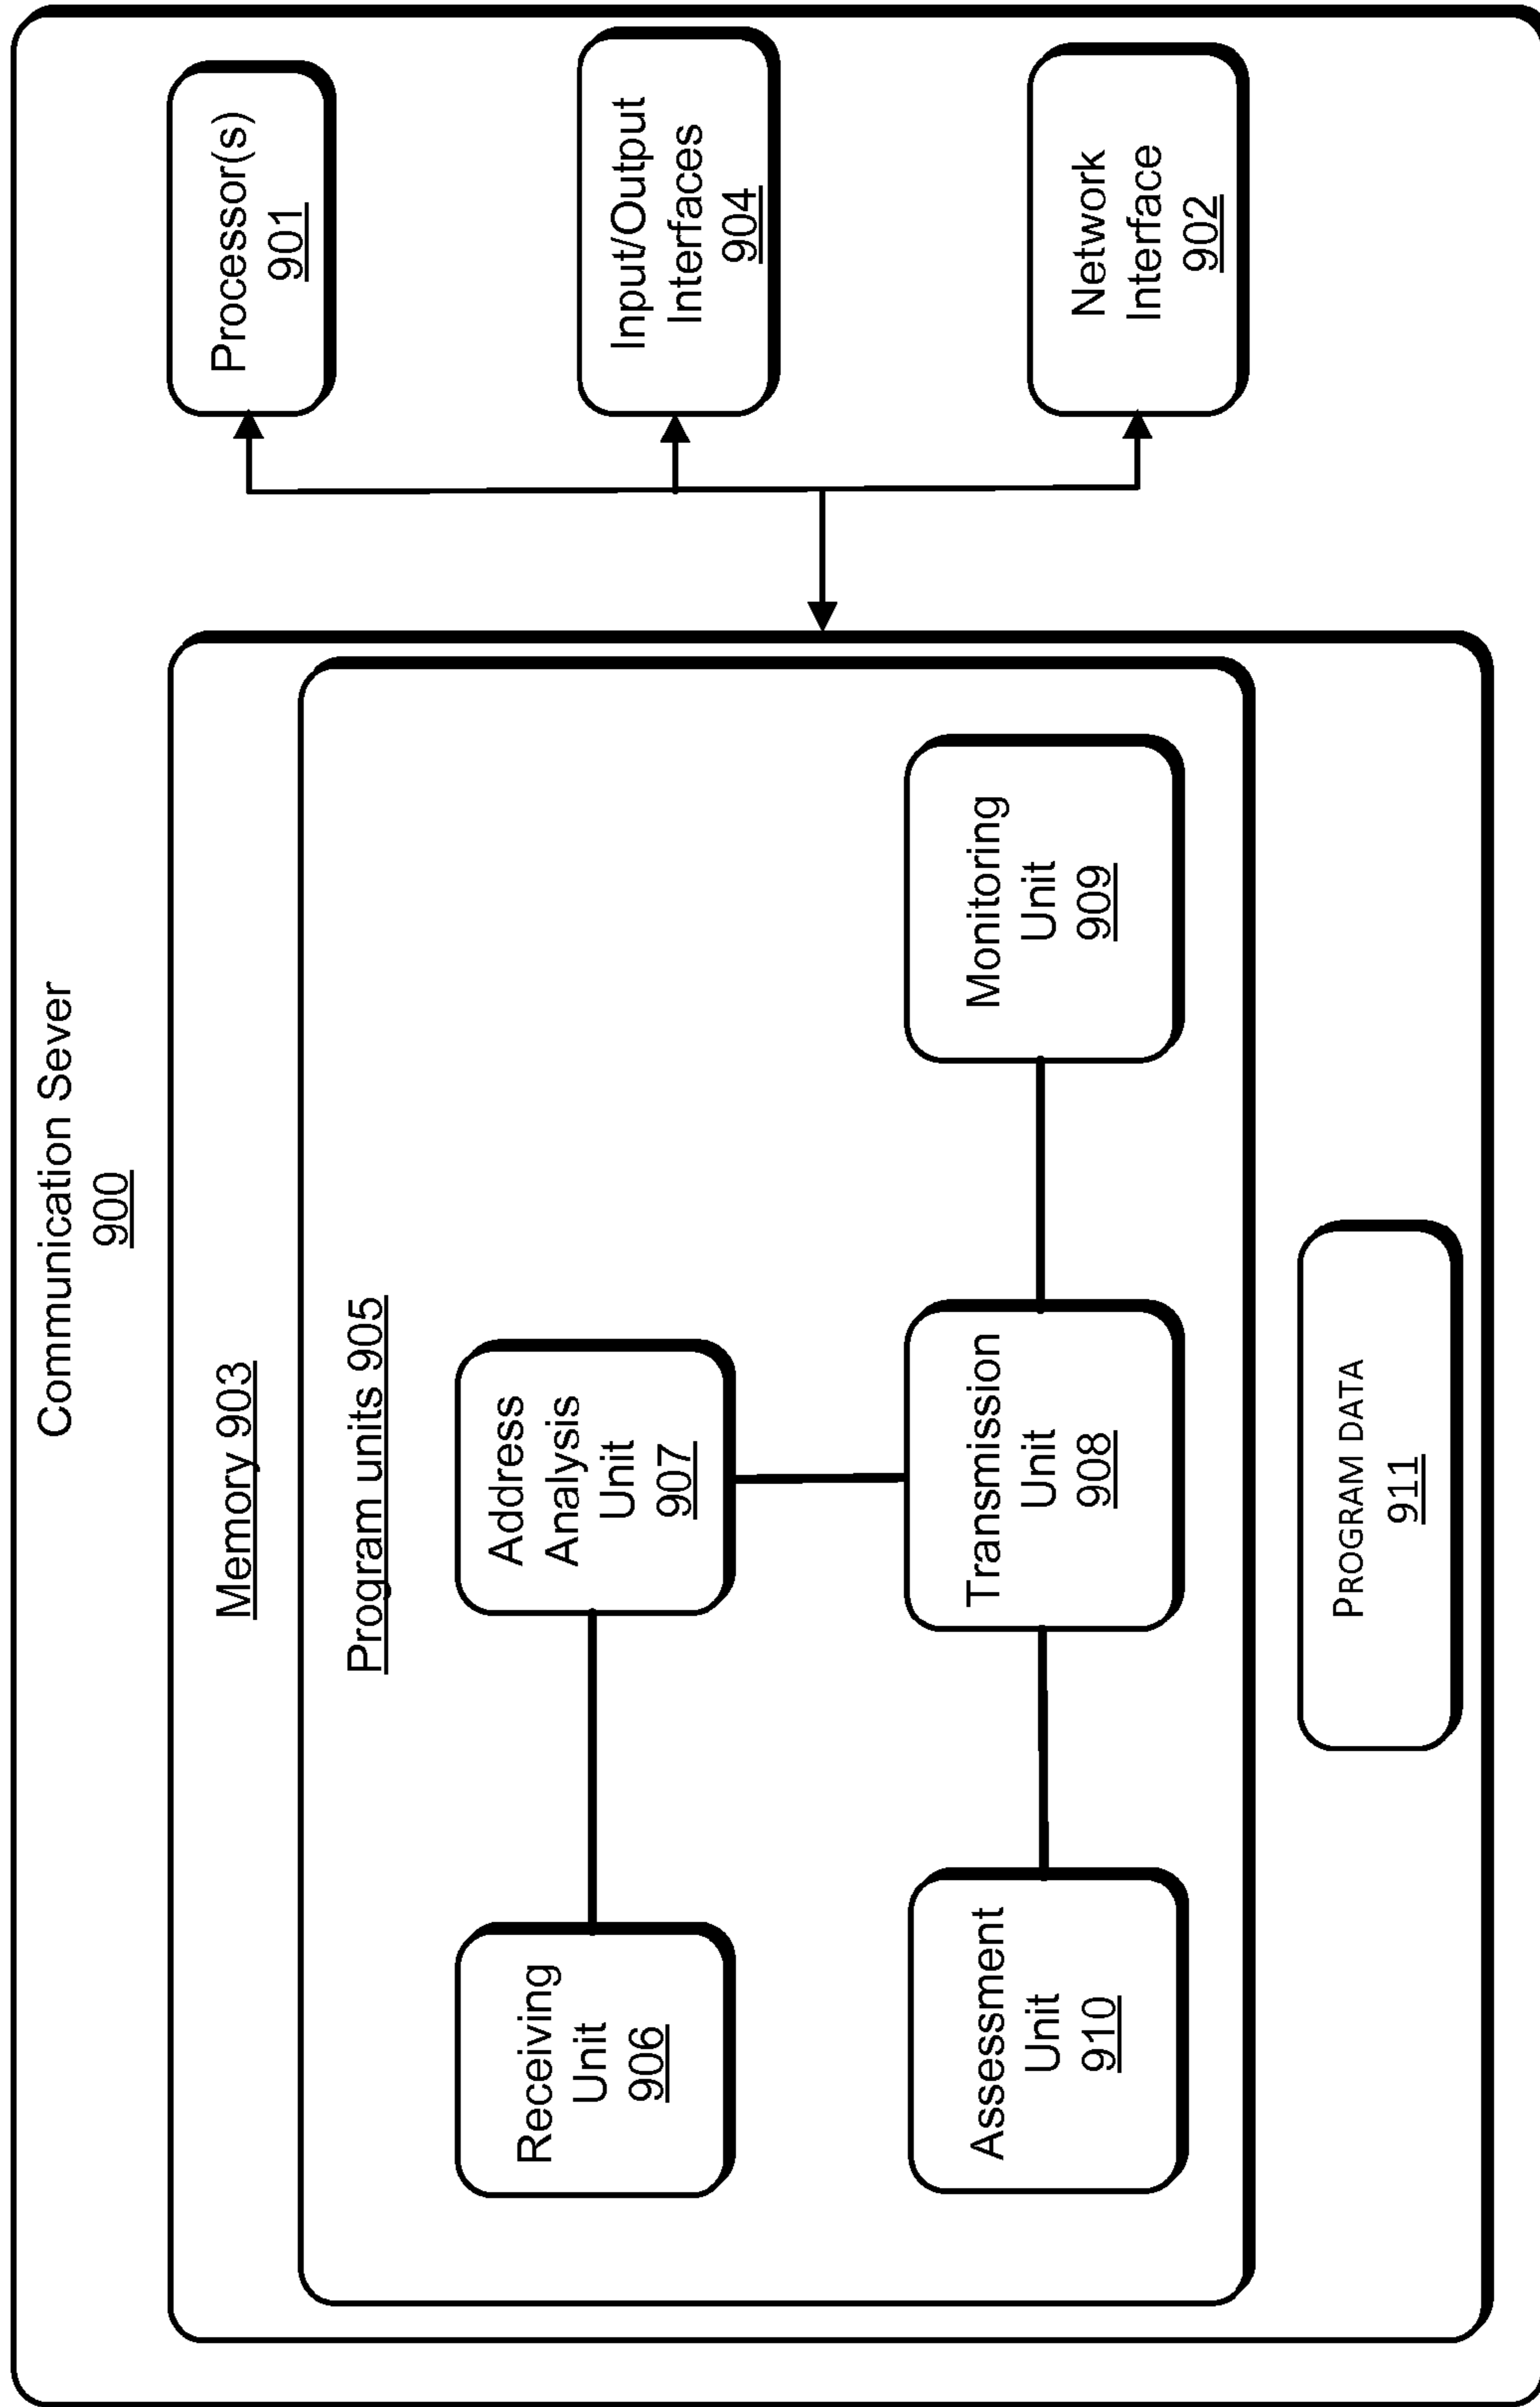 Communication Sever
900
Memory 903
Program units 905
Receiving
Unit
906
Address
Analysis
Unit
907
Assessment
Unit
910
Transmission
Unit
908
Monitoring
Unit
909
PROGRAM DATA
911
Processor(s)
901
Input/Output
Interfaces
904
Network
Interface
902